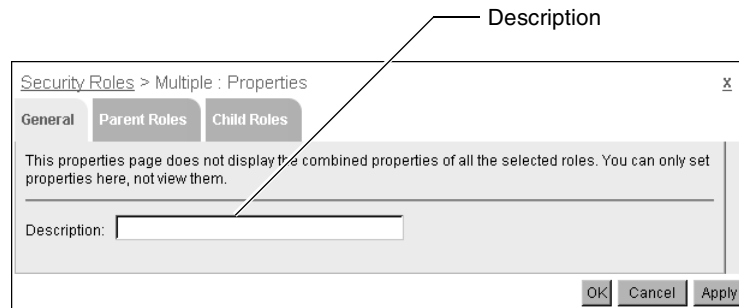 Description
Security Roles > Multiple : Properties x
General Parent Roles Child Roles
This properties page does not display the combined properties of all the selected roles. You can only set
properties here, not view them.
Description:
OK Cancel Apply